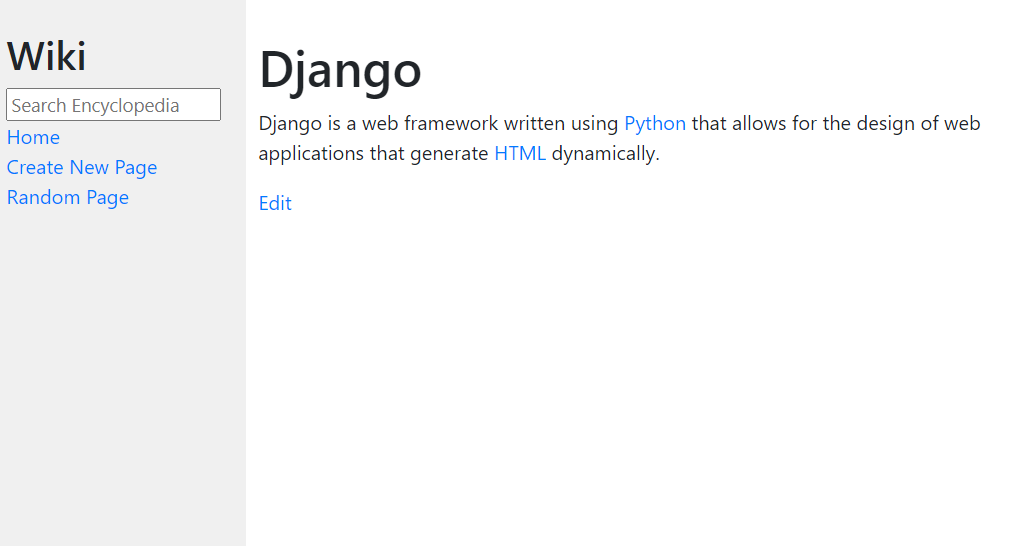 Wiki
Search Encyclopedia
Home
Create New Page
Random Page
Django
Django is a web framework written using Python that allows for the design of web
applications that generate HTML dynamically.
Edit